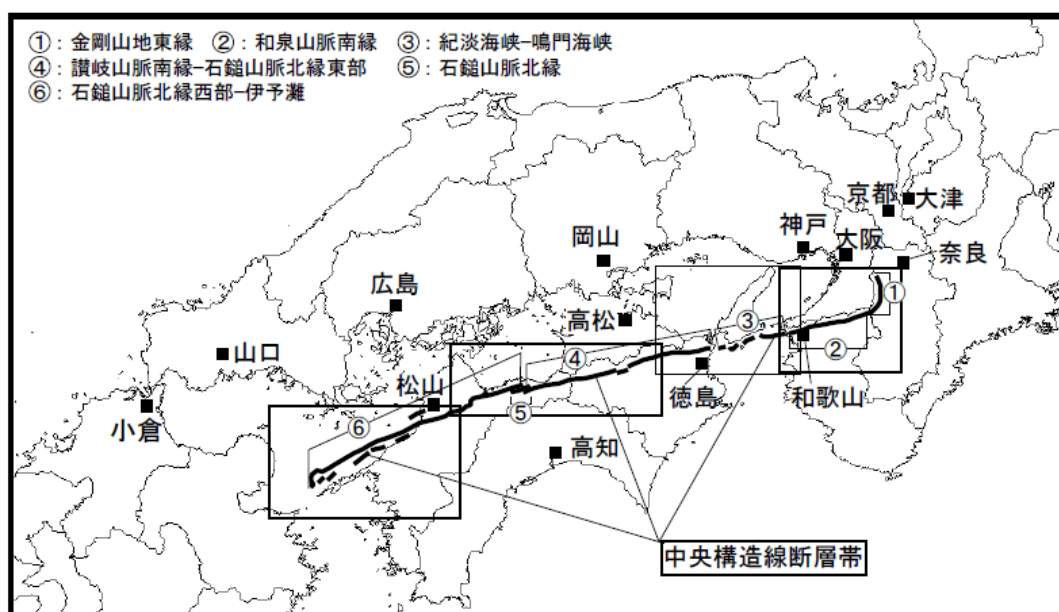 ①：金剛山地東縁　②：和泉山脈南縁　③：紀淡海峡−鳴門海峡
④：讃岐山脈南縁−石鎚山脈北縁東部　⑤：石鎚山脈北縁
⑥：石鎚山脈北縁西部−伊予灘
京都
大津
神戸
大阪
奈良
岡山
広島
高松
①
③
②
山口
④
松山
徳島
和歌山
小倉
⑤
⑥
高知
中央構造線断層帯